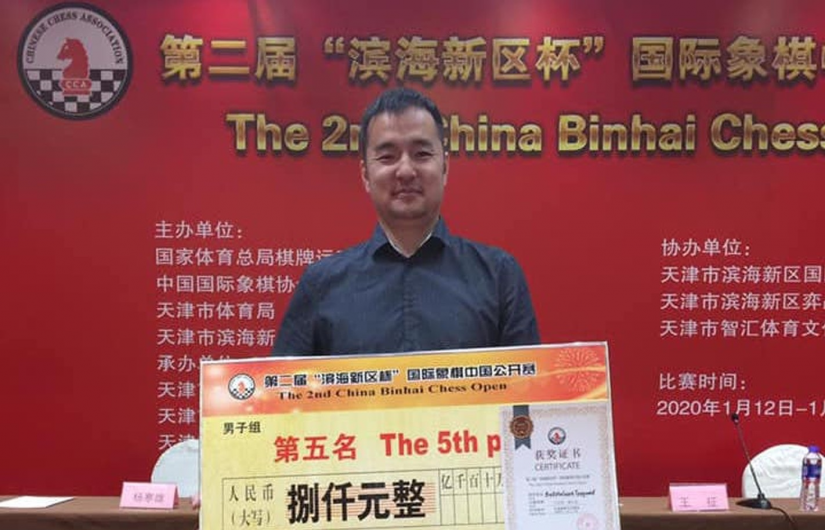 CHINESE CHESS ASSOCIATION
CCA
第二届“滨海新区杯”国际象棋
The 2nd China Binhai Chess
主办单位：
国家体育总局棋牌运
中国国际象棋协
天津市体育局
天津市滨海新
承办单位
天津
天津
天津
协办单位：
天津市滨海新区国
天津市滨海新区弈
天津市智汇体育文化
比赛时间：
2020年1月12日-1
第二届“滨海新区杯”国际象棋中国公开赛
The 2nd China Binhai Chess Open
男子组
第五名 The 5th p
人民币
(大写)
捌仟元整
亿千百十万
获奖证书
CERTIFICATE
王 征